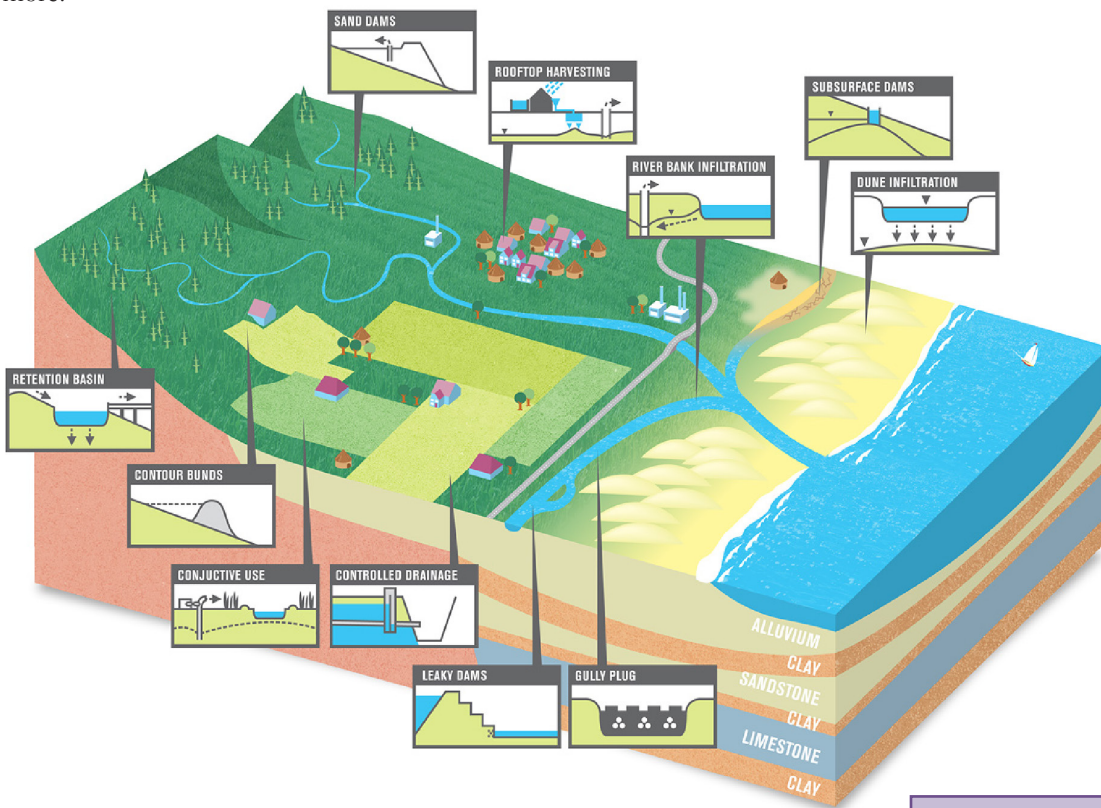 more.
SAND DAMS
ROOFTOP HARVESTING
SUBSURFACE DAMS
RIVER BANK INFILTRATION
DUNE INFILTRATION
RETENTION BASIN
CONTOUR BUNDS
CONJUCTIVE USE
CONTROLLED DRAINAGE
LEAKY DAMS
GULLY PLUG
ALLUVIUM
CLAY
SANDSTONE
CLAY
LIMESTONE
CLAY